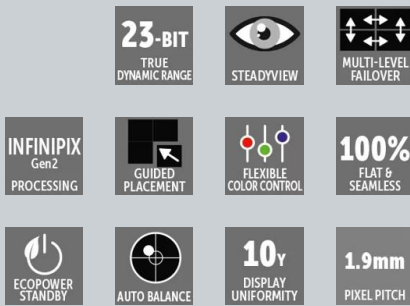 23-BIT
TRUE
DYNAMIC RANGE
STEADYVIEW
MULTI-LEVEL
FAILOVER
INFINIPIX
Gen2
PROCESSING
GUIDED
PLACEMENT
FLEXIBLE
COLOR CONTROL
100%
FLAT &
SEAMLESS
ECOPOWER
STANDBY
AUTO BALANCE
10Y
DISPLAY
UNIFORMITY
1.9mm
PIXEL PITCH